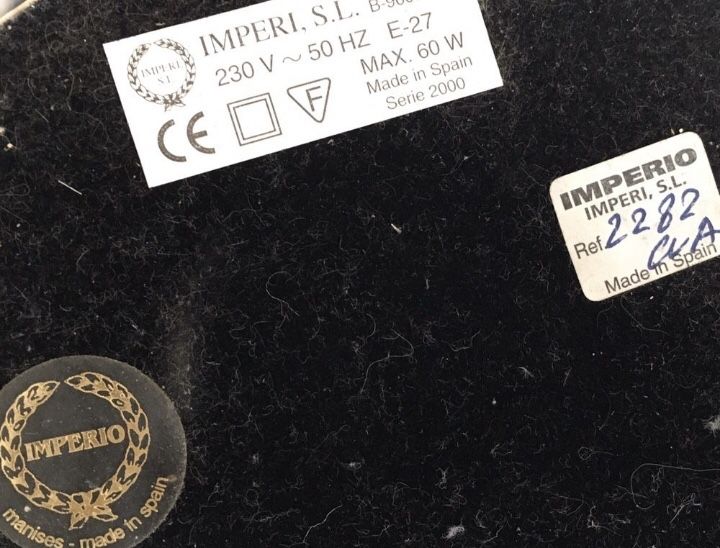 IMPERI, S.L.
230 V ~ 50 HZ E-27
MAX. 60 W
Made in Spain
Serie 2000
IMPERI
S.L.
CE
F
IMPERIO
IMPERI, S.L.
Ref 2282
Made in Spain
IMPERIO
manises - made in spain